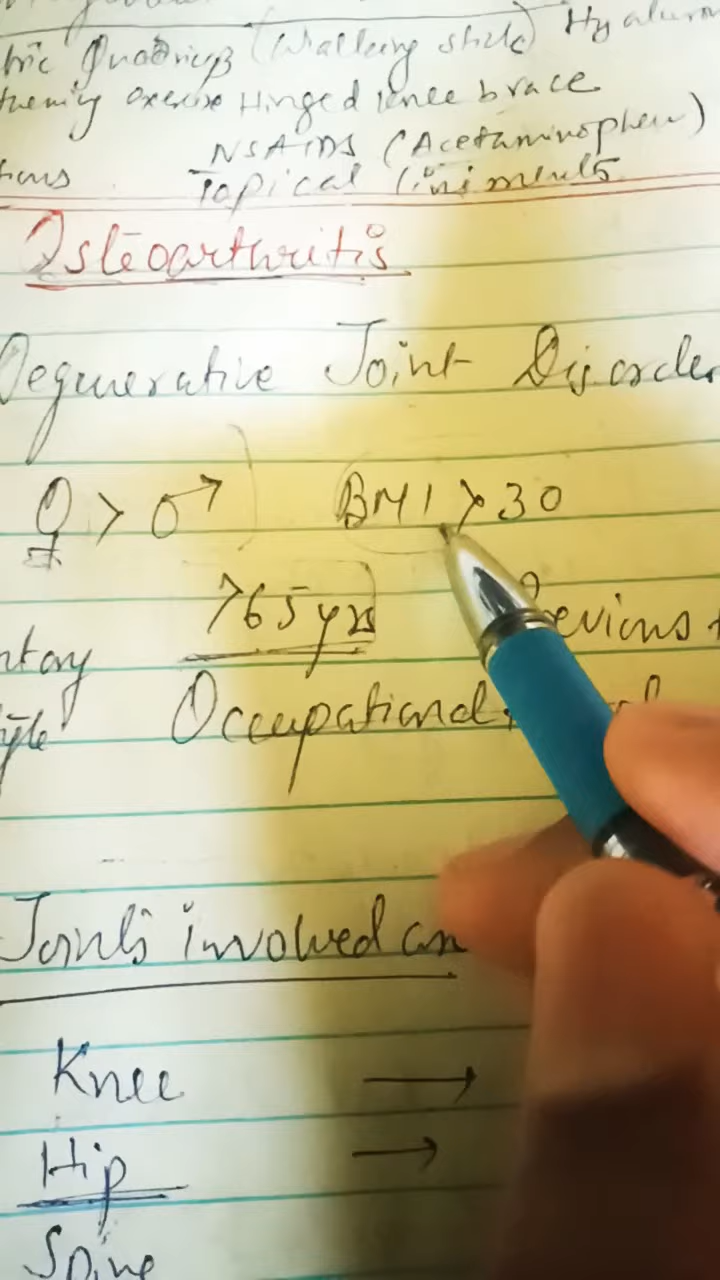 Quadriceps (Walking stick)
exercise Hinged knee brace
NSAIDs (Acetaminophen)
Topical liniments
Osteoarthritis
Degenerative Joint Disorder
♀ > ♂ BMI > 30
>65 yrs
Occupational
Joints involved
Knee →
Hip →
Spine